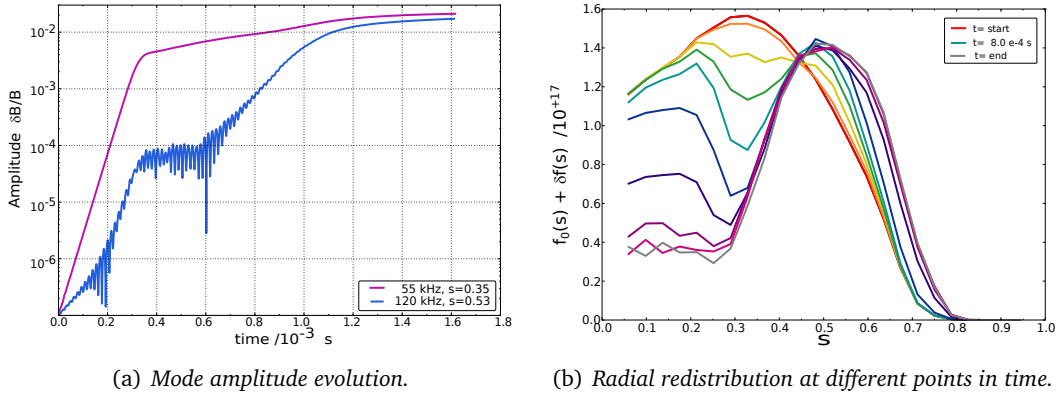 Amplitude δB/B
10⁻²
10⁻³
10⁻⁴
10⁻⁵
10⁻⁶
55 kHz, s=0.35
120 kHz, s=0.53
0.0 0.2 0.4 0.6 0.8 1.0 1.2 1.4 1.6 1.8
time /10⁻³ s
(a) Mode amplitude evolution.
f₀(s) + δf(s) /10⁺¹⁷
1.6
1.4
1.2
1.0
0.8
0.6
0.4
0.2
0.0
t= start
t= 8.0 e-4 s
t= end
0.0 0.1 0.2 0.3 0.4 0.5 0.6 0.7 0.8 0.9 1.0
s
(b) Radial redistribution at different points in time.